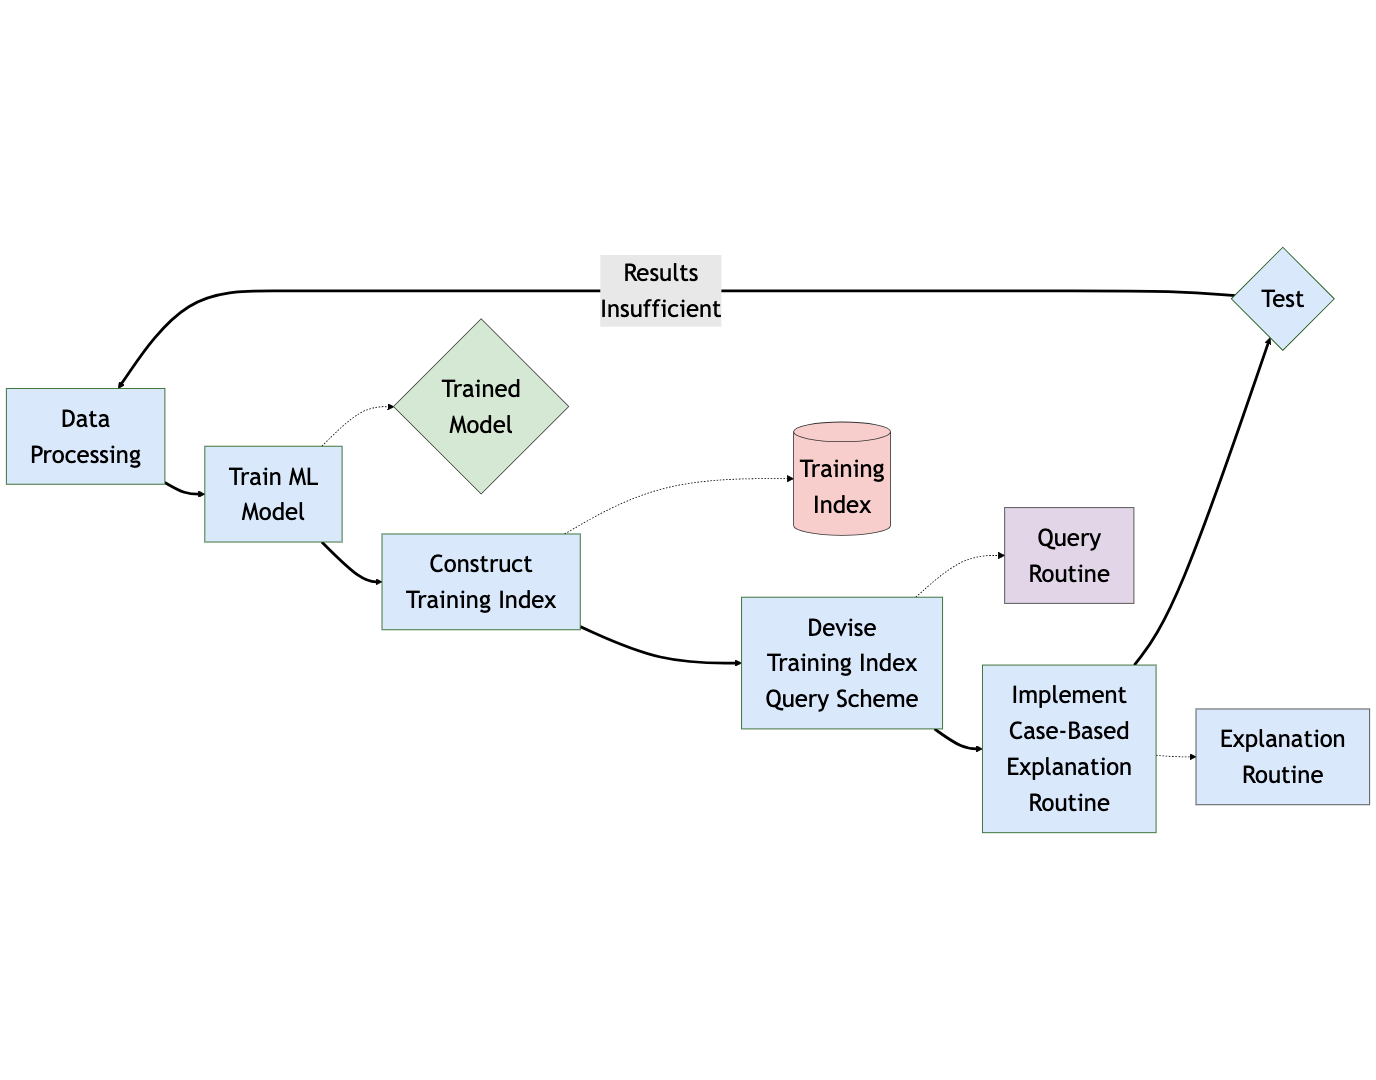 Results
Insufficient
Test
Data
Processing
Trained
Model
Train ML
Model
Training
Index
Construct
Training Index
Query
Routine
Devise
Training Index
Query Scheme
Implement
Case-Based
Explanation
Routine
Explanation
Routine